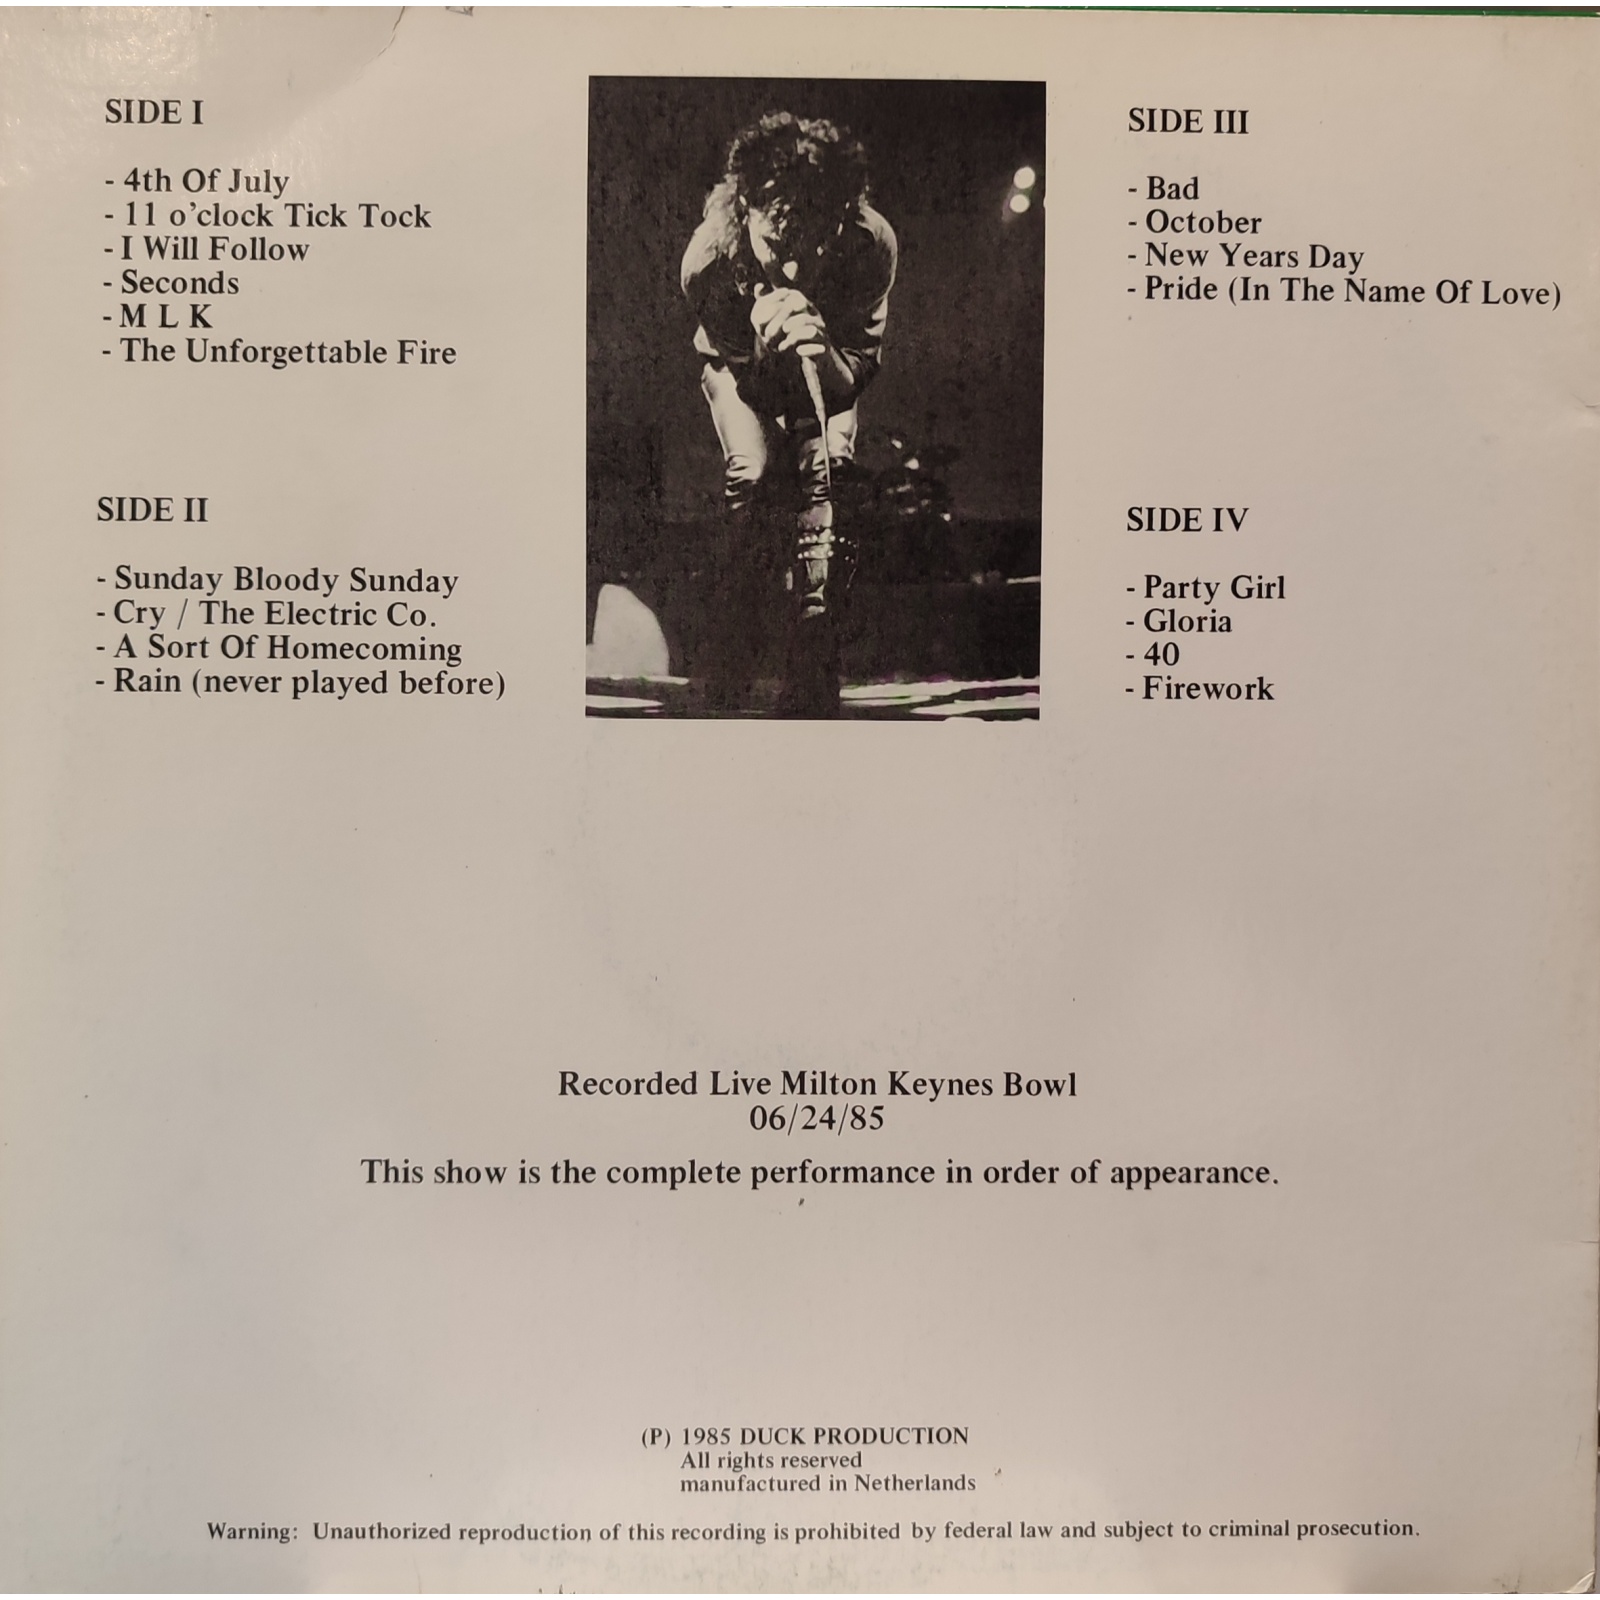 SIDE I
- 4th Of July
- 11 o'clock Tick Tock
- I Will Follow
- Seconds
- M L K
- The Unforgettable Fire
SIDE II
- Sunday Bloody Sunday
- Cry / The Electric Co.
- A Sort Of Homecoming
- Rain (never played before)
SIDE III
- Bad
- October
- New Years Day
- Pride (In The Name Of Love)
SIDE IV
- Party Girl
- Gloria
- 40
- Firework
Recorded Live Milton Keynes Bowl
06/24/85
This show is the complete performance in order of appearance.
(P) 1985 DUCK PRODUCTION
All rights reserved
manufactured in Netherlands
Warning: Unauthorized reproduction of this recording is prohibited by federal law and subject to criminal prosecution.